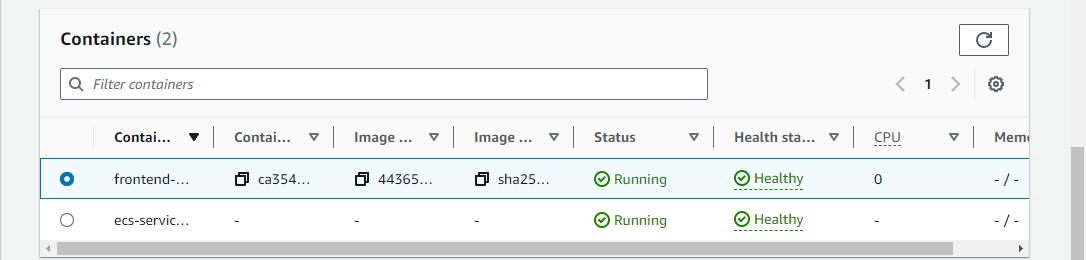 Containers (2)
Filter containers
1
Contai... Contai... Image ... Image ... Status Health sta... CPU Memo
frontend-... ca354... 44365... sha25... Running Healthy 0 - / -
ecs-servic... - - - Running Healthy - - / -